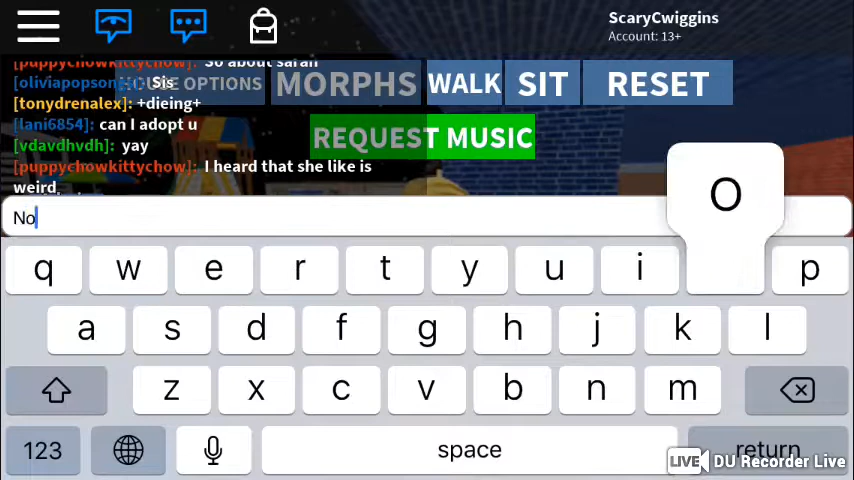 ScaryCwiggins
Account: 13+
[puppychowkittychow]: So about sarah
HOUSE OPTIONS MORPHS WALK SIT RESET
Sis
[tonydrenalex]: +dieing+
[lani6854]: can I adopt u
[vdavdhvdh]: yay
REQUEST MUSIC
[puppychowkittychow]: I heard that she like is
weird
No
O
q w e r t y u i p
a s d f g h j k l
z x c v b n m
123 space return
LIVE DU Recorder Live